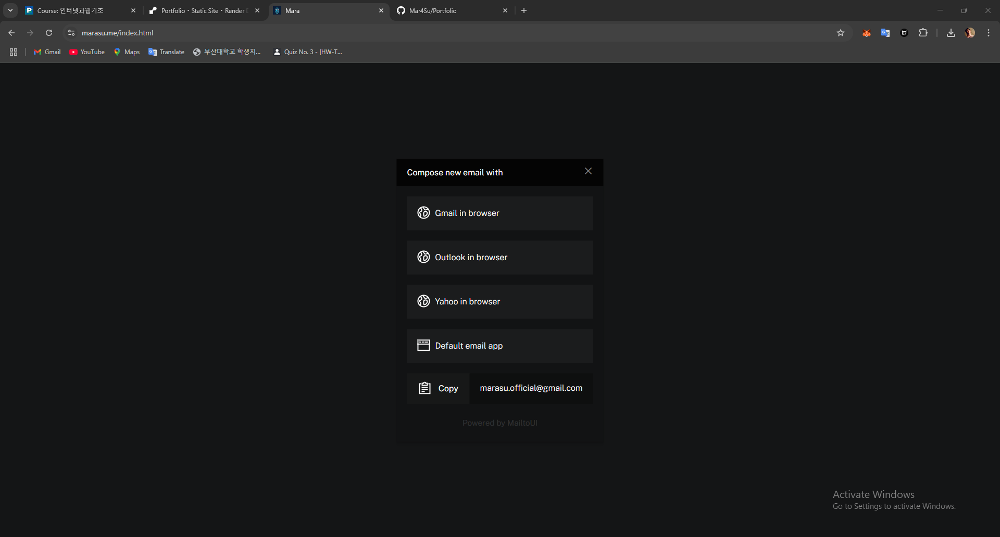 Course: 인터넷과웹기초
Portfolio · Static Site · Render
Mara
Mar4Su/Portfolio
marasu.me/index.html
Gmail
YouTube
Maps
Translate
부산대학교 학생지...
Quiz No. 3 - [HW-T...
Compose new email with
Gmail in browser
Outlook in browser
Yahoo in browser
Default email app
Copy
marasu.official@gmail.com
Powered by MailtoUI
Activate Windows
Go to Settings to activate Windows.